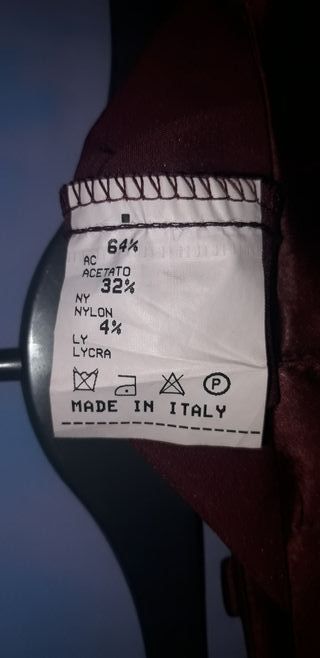 64%
AC
ACETATO
32%
NY
NYLON
4%
LY
LYCRA
P
MADE IN ITALY